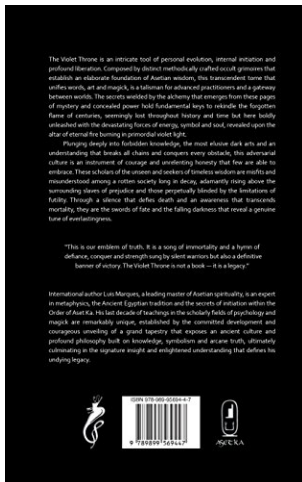 The Violet Throne is an intricate tool of personal evolution, internal initiation
and profound liberation. Composed by distinct methodically crafted occult grimoires that
establish an elaborate foundation of Asetian wisdom, this transcendent tome that
unifies words, art and magick, is a talisman for advanced practitioners and a gateway
between worlds. The secrets wielded by the alchemy that emerges from these pages
of mystery and concealed power hold fundamental keys to rekindle the forgotten
flame of centuries, seemingly lost throughout history and time but here boldly
unleashed with the devastating forces of energy, symbol and soul, revealed upon the
altar of eternal fire burning in primordial violet light.
Plunging deeply into forbidden knowledge, the most elusive dark arts and an
understanding that breaks all chains and conquers every obstacle, this adversarial
culture is an instrument of courage and unrelenting honesty that few are able to
embrace. These scholars of the unseen and seekers of timeless wisdom are misfits and
misunderstood among a rotten society long in decay, adamantly rising above the
surrounding slaves of prejudice and those perpetually blinded by the limitations of
futility. Through a silence that defies death and an awareness that transcends
mortality, they are the swords of fate and the falling darkness that reveal a genuine
tune of everlastingness.
"This is our emblem of truth. It is a song of immortality and a hymn of
defiance, conquer and strength sung by silent warriors but also a definitive
banner of victory. The Violet Throne is not a book — it is a legacy."
International author Luis Marques, a leading master of Asetian spirituality, is an expert
in metaphysics, the Ancient Egyptian tradition and the secrets of initiation within the
Order of Aset Ka. His last decade of teachings in the scholarly fields of psychology and
magick are remarkably unique, established by the committed development and
courageous unveiling of a grand tapestry that exposes an ancient culture and
profound philosophy built on knowledge, symbolism and arcane truth, ultimately
culminating in the signature insight and enlightened understanding that defines his
undying legacy.
ISBN 978-989-95694-4-7
9 789899 569447
ASETKA